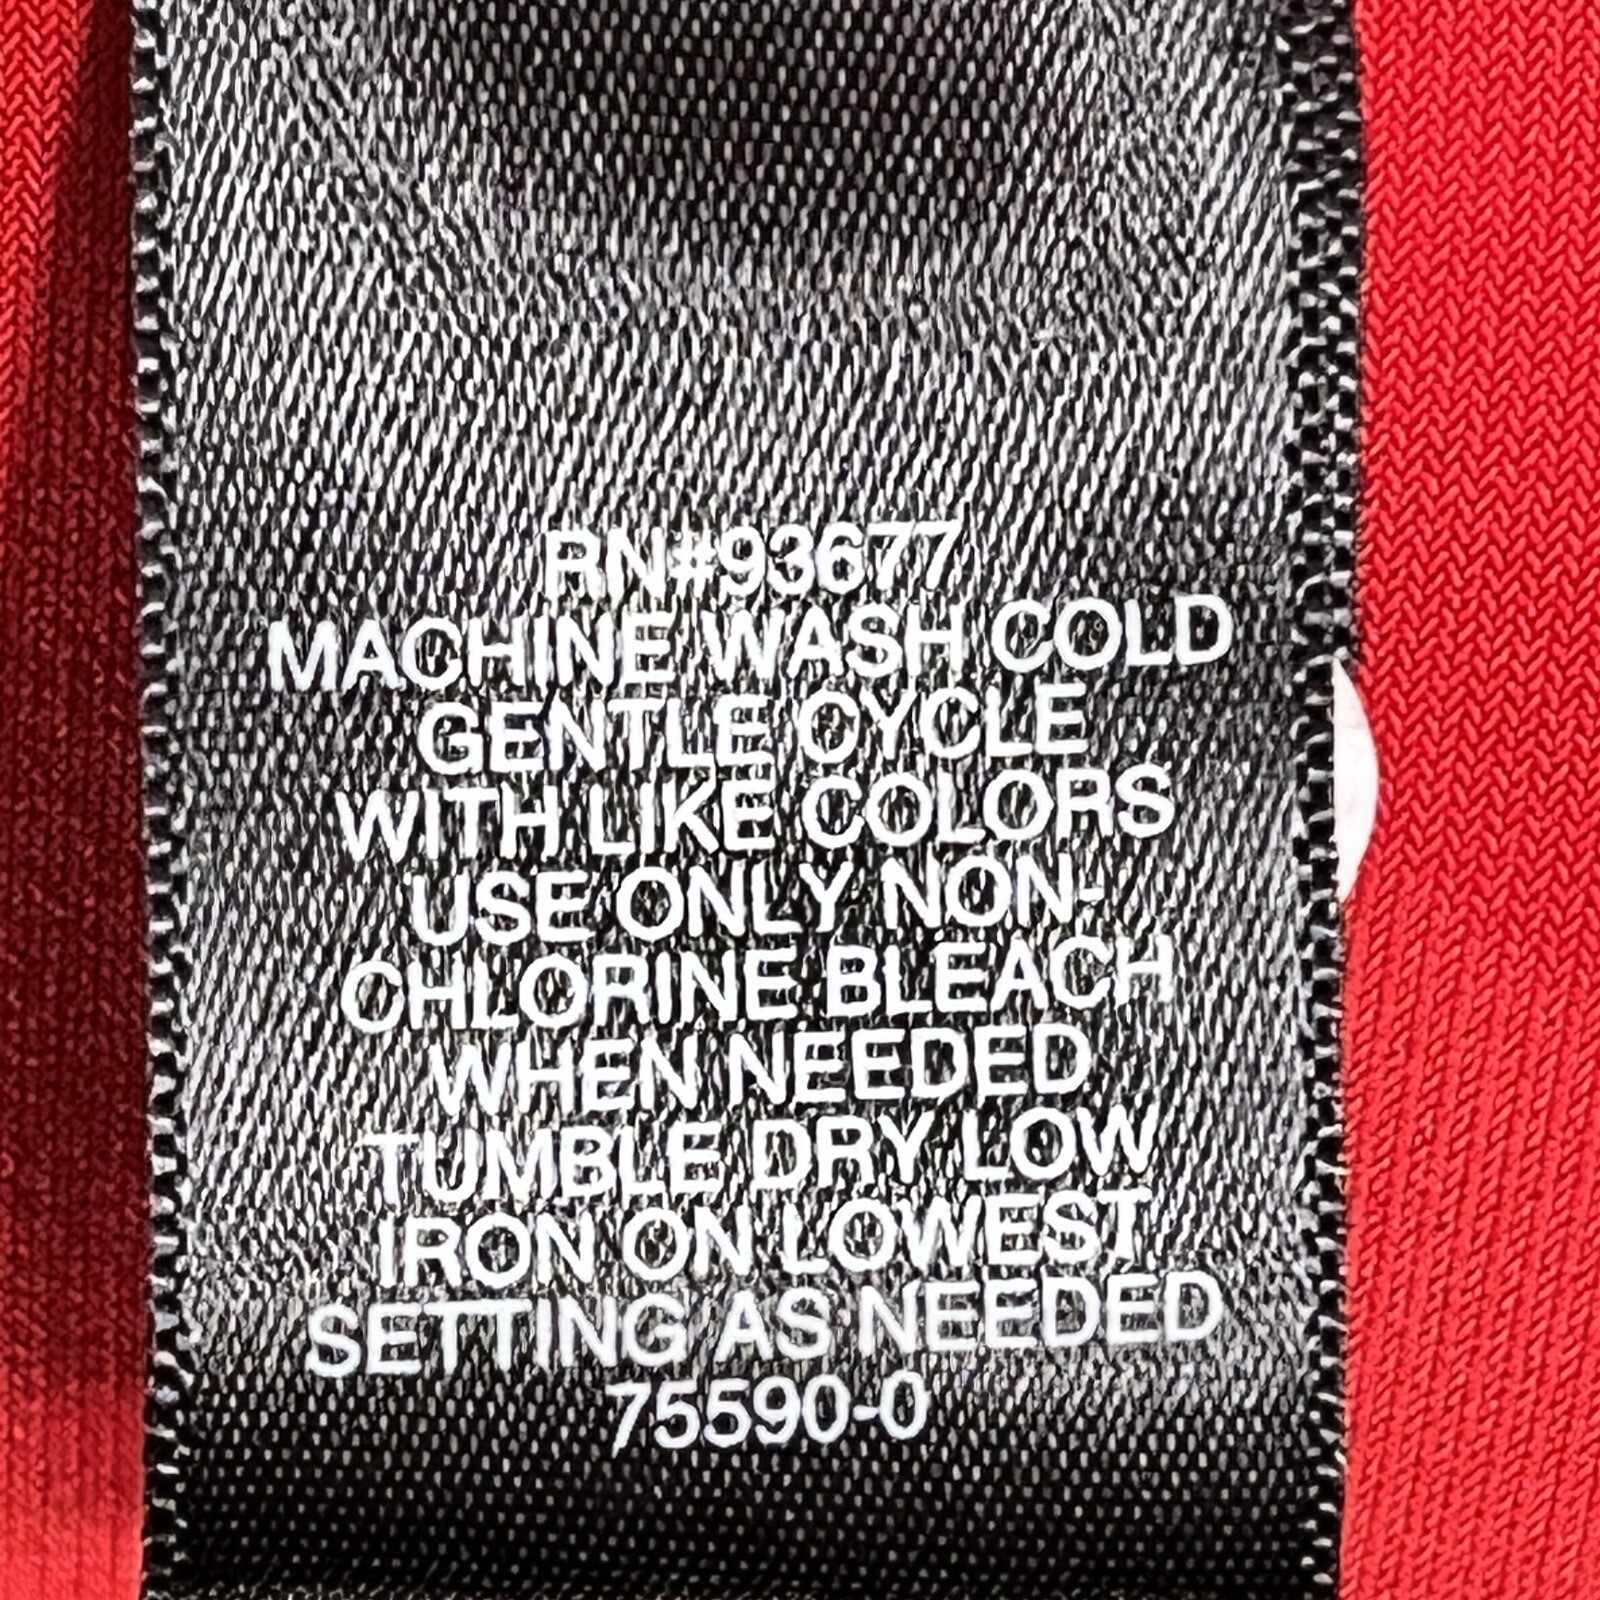 RN#93677
MACHINE WASH COLD
GENTLE CYCLE
WITH LIKE COLORS
USE ONLY NON-
CHLORINE BLEACH
WHEN NEEDED
TUMBLE DRY LOW
IRON ON LOWEST
SETTING AS NEEDED
75590-0